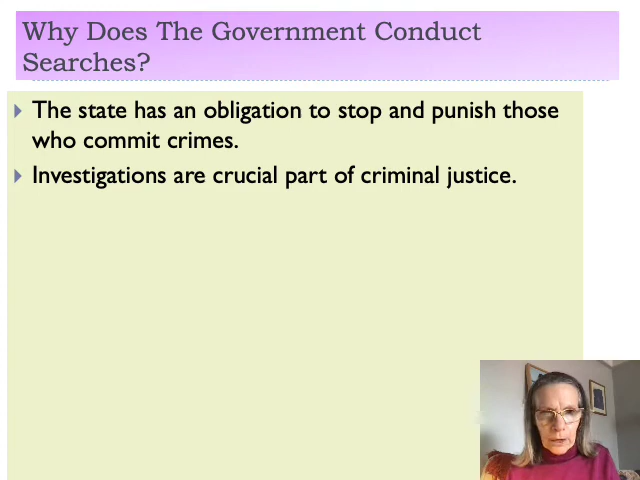 Why Does The Government Conduct
Searches?
The state has an obligation to stop and punish those
who commit crimes.
Investigations are crucial part of criminal justice.